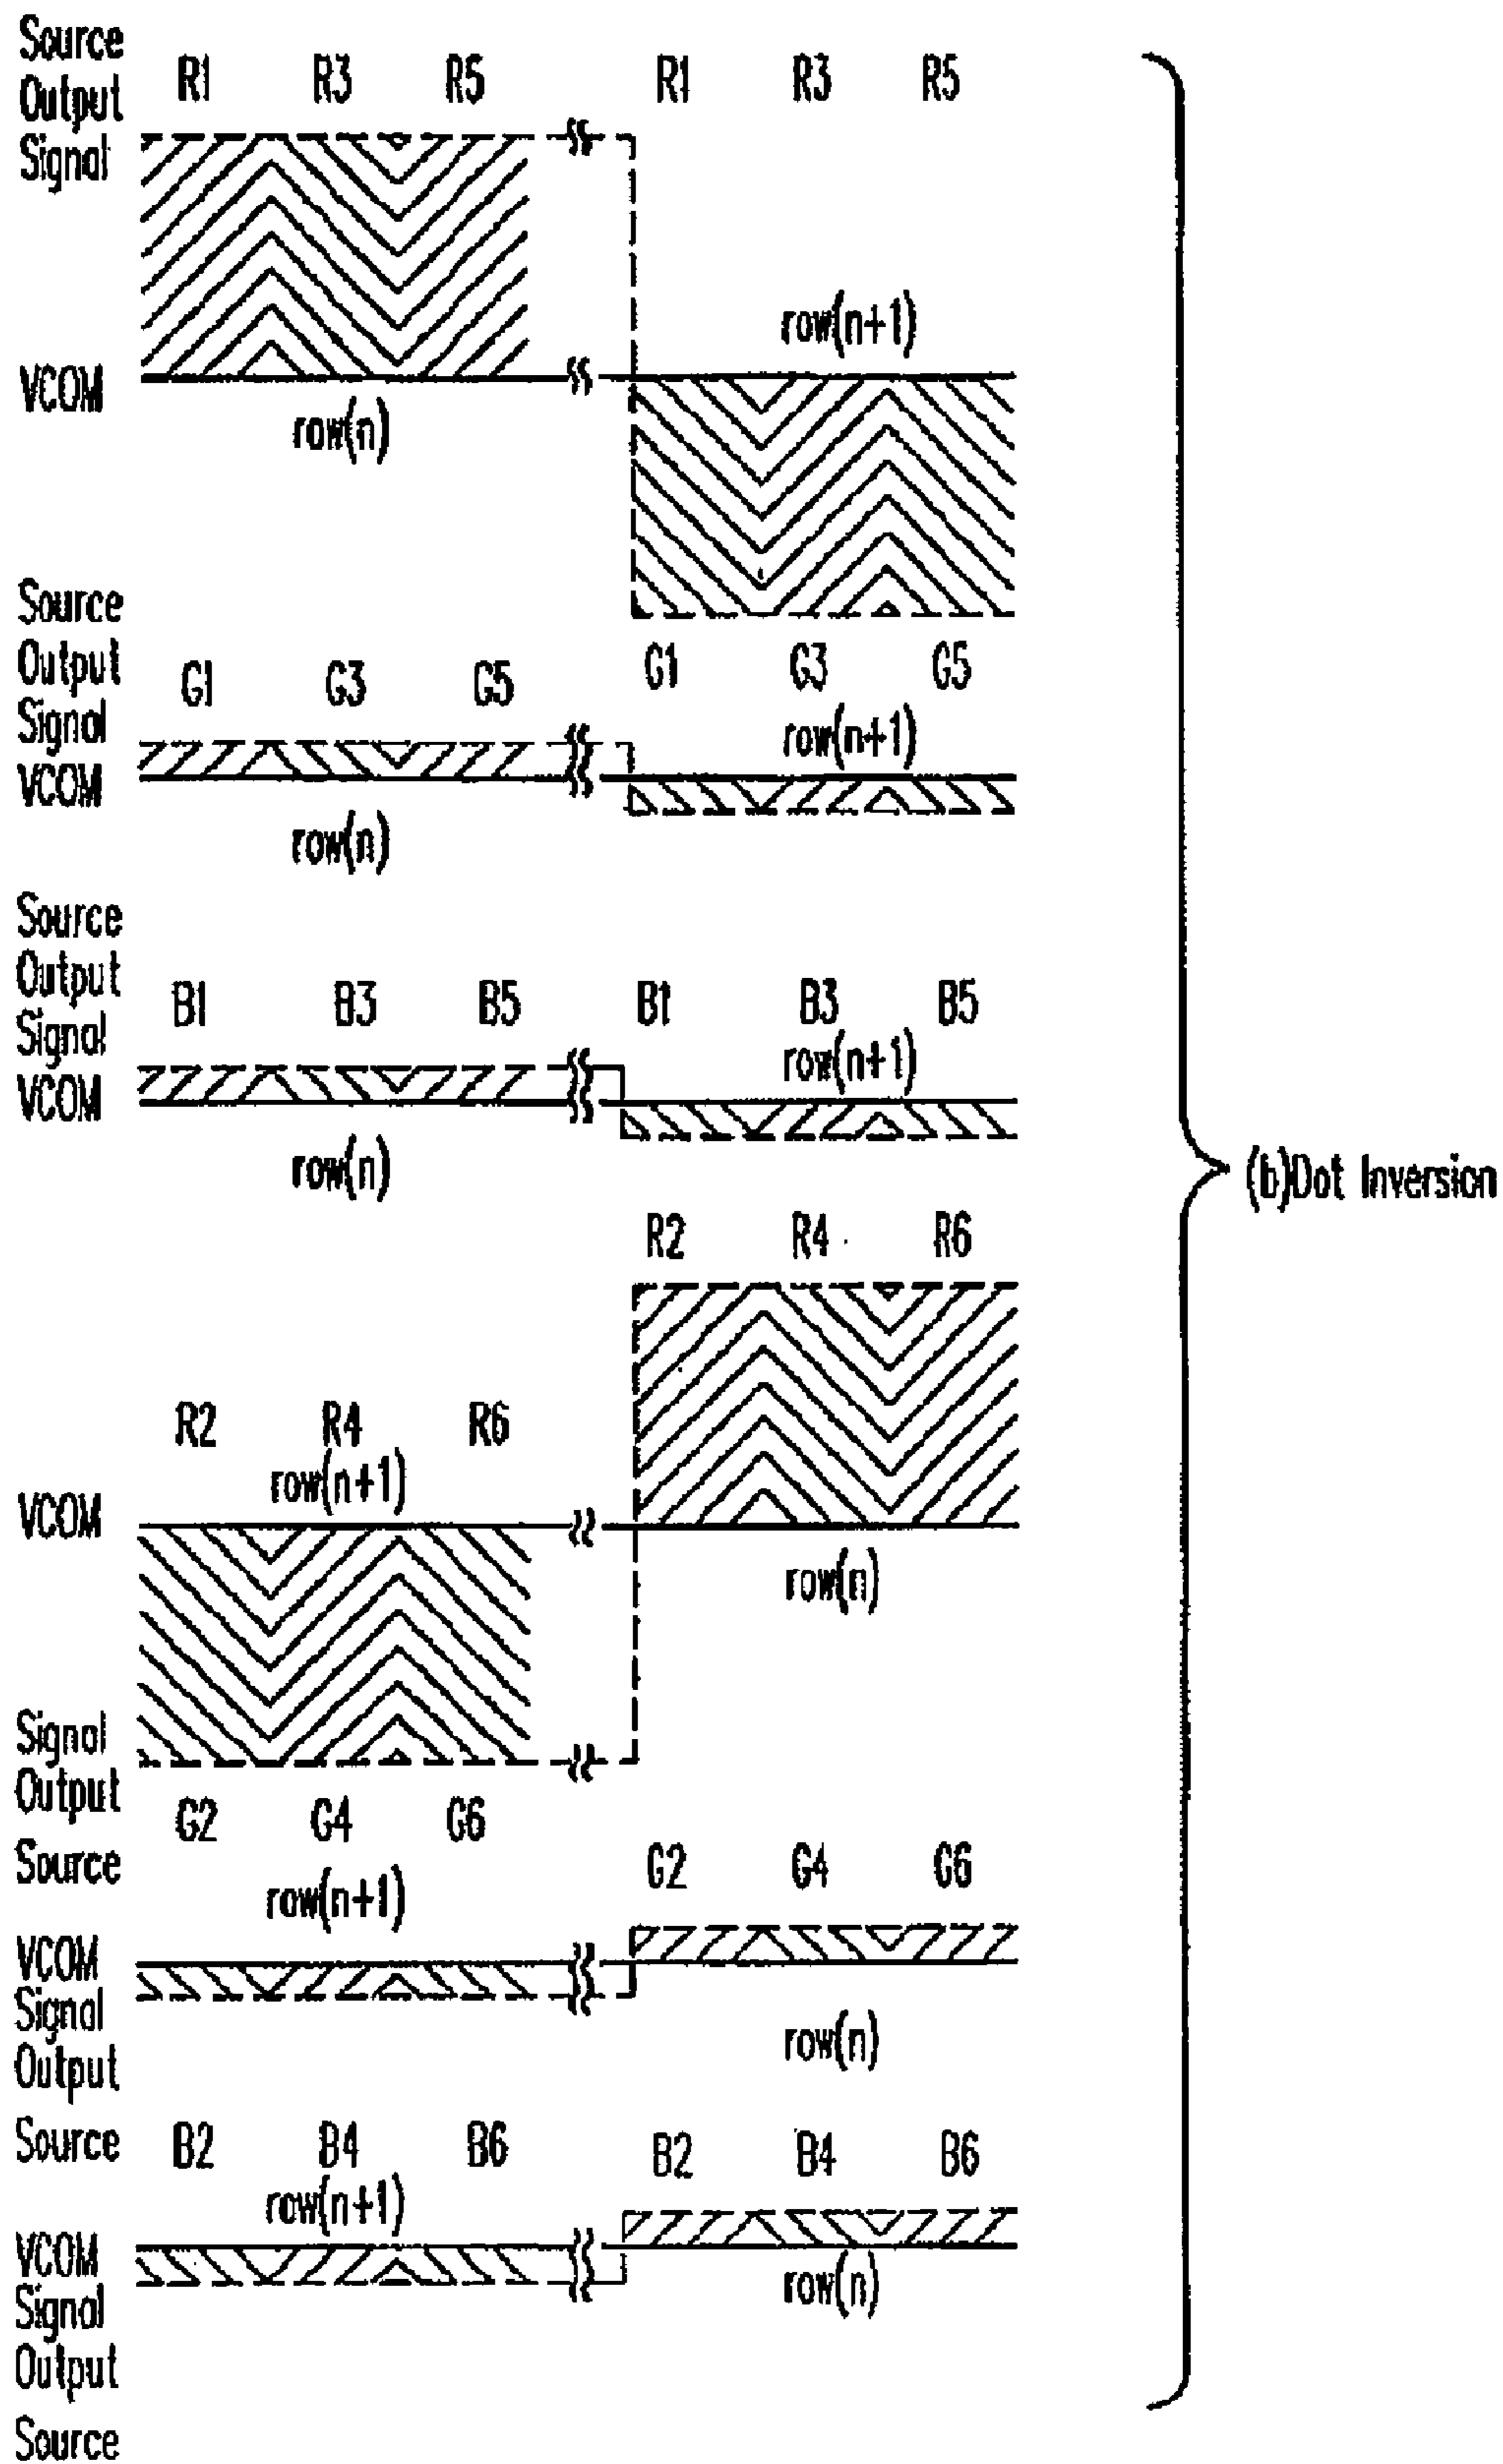 Source
Output
Signal
R1 R3 R5 R1 R3 R5
row(n+1)
VCOM
row(n)
Source
Output
Signal
VCOM
G1 G3 G5 G1 G3 G5
row(n+1)
row(n)
Source
Output
Signal
VCOM
B1 B3 B5 B1 B3 B5
row(n+1)
row(n)
(b)Dot Inversion
R2 R4 R6
R2 R4 R6
row(n+1)
VCOM
row(n)
Signal
Output
Source
G2 G4 G6
G2 G4 G6
row(n+1)
VCOM
Signal
Output
Source
row(n)
B2 B4 B6 B2 B4 B6
row(n+1)
VCOM
Signal
Output
Source
row(n)